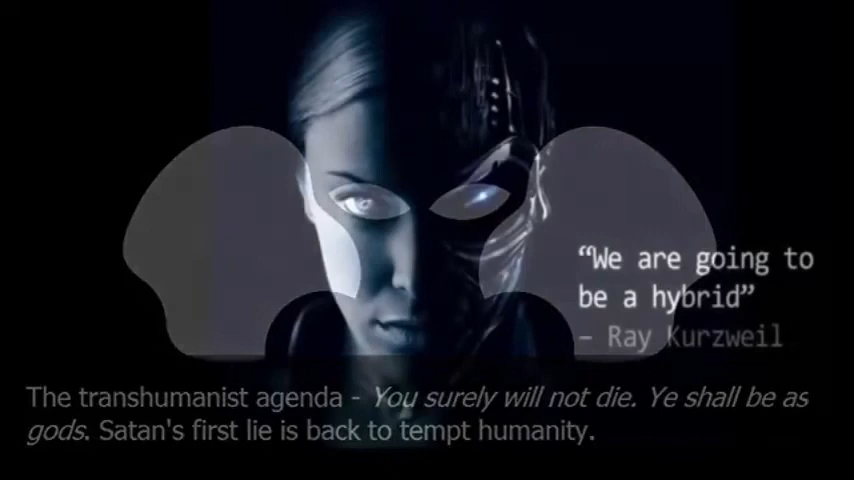 “We are going to
be a hybrid”
– Ray Kurzweil
The transhumanist agenda - You surely will not die. Ye shall be as
gods. Satan's first lie is back to tempt humanity.